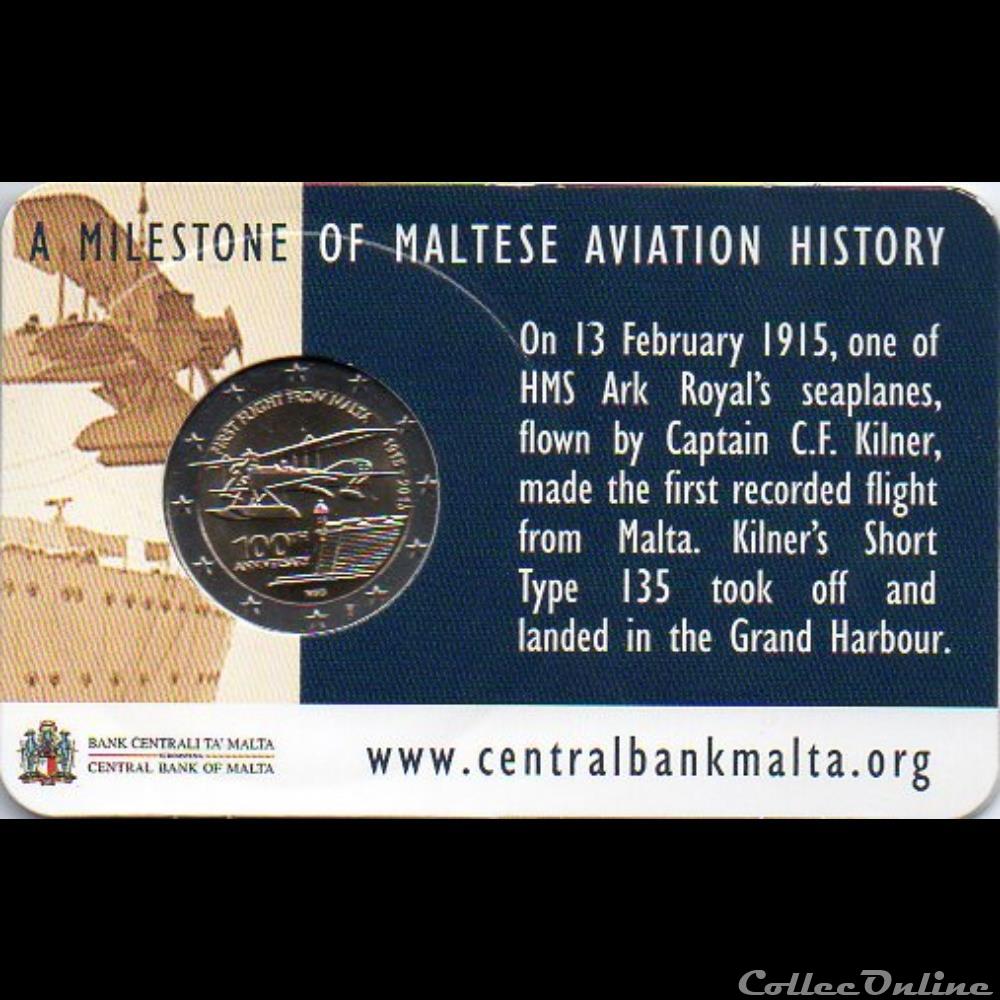 A MILESTONE OF MALTESE AVIATION HISTORY
On 13 February 1915, one of
HMS Ark Royal's seaplanes,
flown by Captain C.F. Kilner,
made the first recorded flight
from Malta. Kilner's Short
Type 135 took off and
landed in the Grand Harbour.
FIRST FLIGHT FROM MALTA
1915 - 2015
100TH
ANNIVERSARY
BANK ĊENTRALI TA' MALTA
CENTRAL BANK OF MALTA
www.centralbankmalta.org
CollecOnline